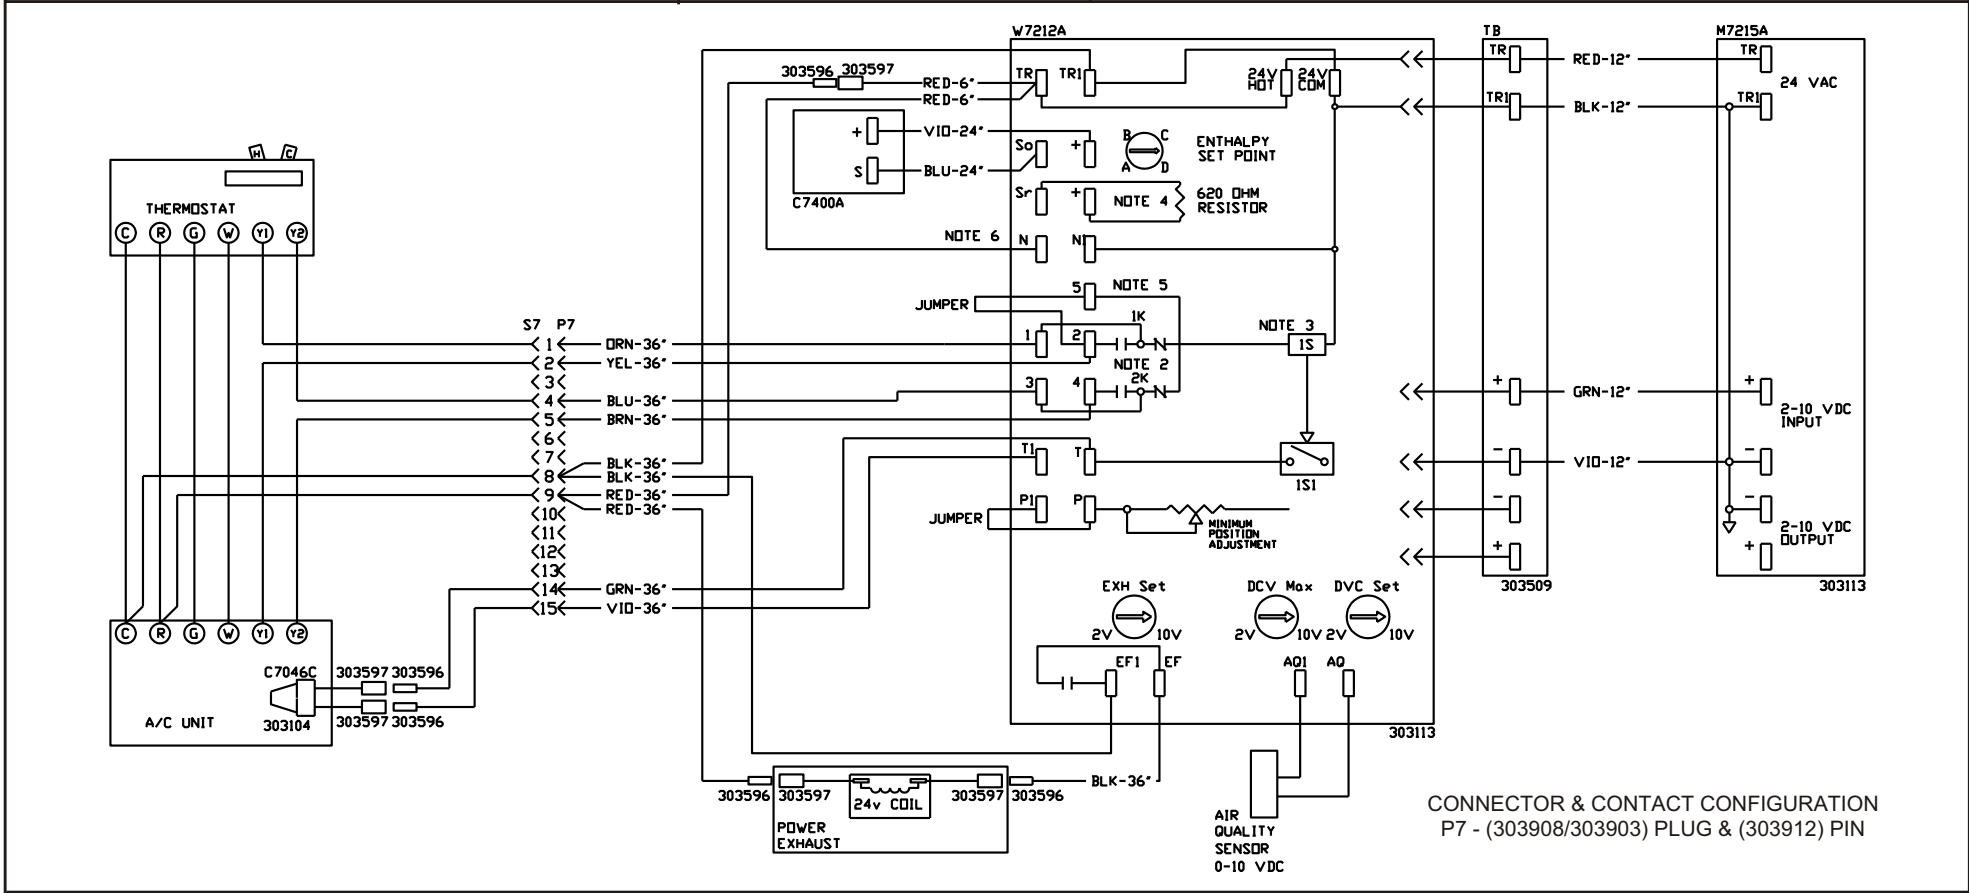 W7212A
TB
M7215A
303596 303597
RED-6"
RED-6"
TR
TR1
24V HOT
24V COM
TR
RED-12"
TR
24 VAC
TR1
BLK-12"
TR1
+
VIO-24"
S
BLU-24"
C7400A
So
+
B
C
A
D
ENTHALPY
SET POINT
Sr
+
NOTE 4
620 OHM
RESISTOR
NOTE 6
N
N1
H
C
THERMOSTAT
C R G W Y1 Y2
5
NOTE 5
JUMPER
1K
NOTE 3
1S
S7 P7
1
ORN-36"
1
2
2
YEL-36"
NOTE 2
2K
3
3
4
4
BLU-36"
5
BRN-36"
6
7
BLK-36"
8
BLK-36"
9
RED-36"
RED-36"
10
11
12
13
14
GRN-36"
15
VIO-36"
T1
T
1S1
P1
P
JUMPER
MINIMUM
POSITION
ADJUSTMENT
+
GRN-12"
+
2-10 VDC
INPUT
-
VIO-12"
-
-
-
2-10 VDC
OUTPUT
+
+
303509
303113
EXH Set
2V
10V
DCV Max
2V
10V
DVC Set
2V
10V
C R G W Y1 Y2
C7046C
303597 303596
303104
303597 303596
A/C UNIT
EF1
EF
AQ1
AQ
303113
303596
303597
24v COIL
303597
303596
BLK-36"
POWER
EXHAUST
AIR
QUALITY
SENSOR
0-10 VDC
CONNECTOR & CONTACT CONFIGURATION
P7 - (303908/303903) PLUG & (303912) PIN